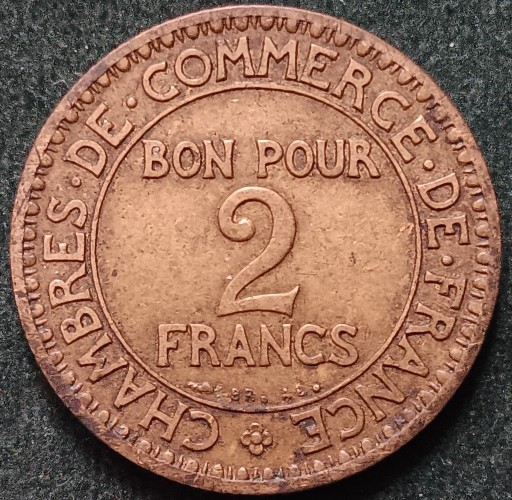 CHAMBRES·DE·COMMERCE·DE·FRANCE
BON POUR
2
FRANCS